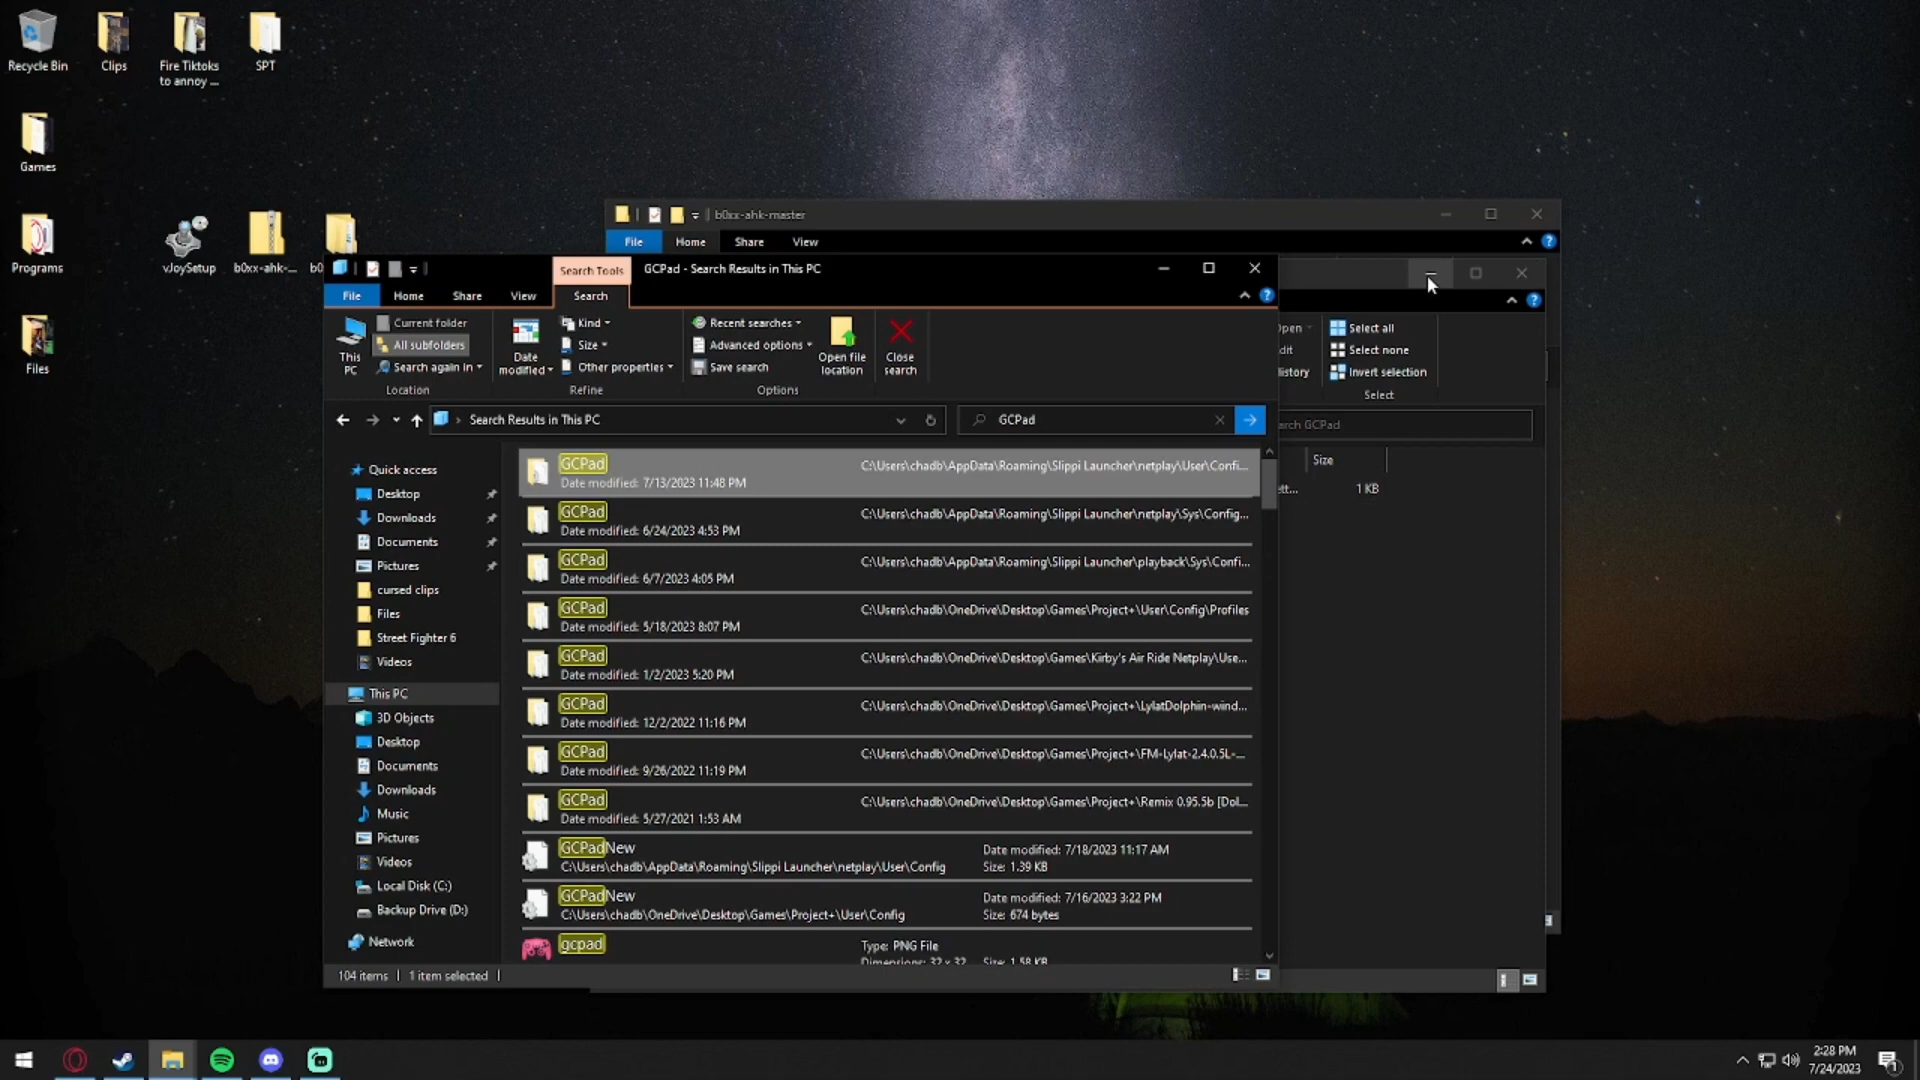 Recycle Bin
Clips
Fire Tiktoks
to annoy ...
SPT
Games
Programs
vJoySetup
b0xx-ahk-...
Files
b0xx-ahk-master
File Home Share View
Search Tools
GCPad - Search Results in This PC
File Home Share View Search
Current folder
All subfolders
Search again in
This
PC
Location
Date
modified
Kind
Size
Other properties
Refine
Recent searches
Advanced options
Save search
Options
Open file
location
Close
search
Select all
Select none
Invert selection
Select
Search Results in This PC
GCPad
GCPad
Size
1 KB
Quick access
Desktop
Downloads
Documents
Pictures
cursed clips
Files
Street Fighter 6
Videos
This PC
3D Objects
Desktop
Documents
Downloads
Music
Pictures
Videos
Local Disk (C:)
Backup Drive (D:)
Network
GCPad C:\Users\chadb\AppData\Roaming\Slippi Launcher\netplay\User\Confi...
Date modified: 7/13/2023 11:48 PM
GCPad C:\Users\chadb\AppData\Roaming\Slippi Launcher\netplay\Sys\Config...
Date modified: 6/24/2023 4:53 PM
GCPad C:\Users\chadb\AppData\Roaming\Slippi Launcher\playback\Sys\Confi...
Date modified: 6/7/2023 4:05 PM
GCPad C:\Users\chadb\OneDrive\Desktop\Games\Project+\User\Config\Profiles
Date modified: 5/18/2023 8:07 PM
GCPad C:\Users\chadb\OneDrive\Desktop\Games\Kirby's Air Ride Netplay\Use...
Date modified: 1/2/2023 5:20 PM
GCPad C:\Users\chadb\OneDrive\Desktop\Games\Project+\LylatDolphin-wind...
Date modified: 12/2/2022 11:16 PM
GCPad C:\Users\chadb\OneDrive\Desktop\Games\Project+\FM-Lylat-2.4.0.5L-...
Date modified: 9/26/2022 11:19 PM
GCPad C:\Users\chadb\OneDrive\Desktop\Games\Project+\Remix 0.95.5b [Dol...
Date modified: 5/27/2021 1:53 AM
GCPadNew Date modified: 7/18/2023 11:17 AM
C:\Users\chadb\AppData\Roaming\Slippi Launcher\netplay\User\Config Size: 1.39 KB
GCPadNew Date modified: 7/16/2023 3:22 PM
C:\Users\chadb\OneDrive\Desktop\Games\Project+\User\Config Size: 674 bytes
gcpad Type: PNG File
Dimensions: 32 x 32 Size: 1.58 KB
104 items 1 item selected
2:28 PM
7/24/2023
1